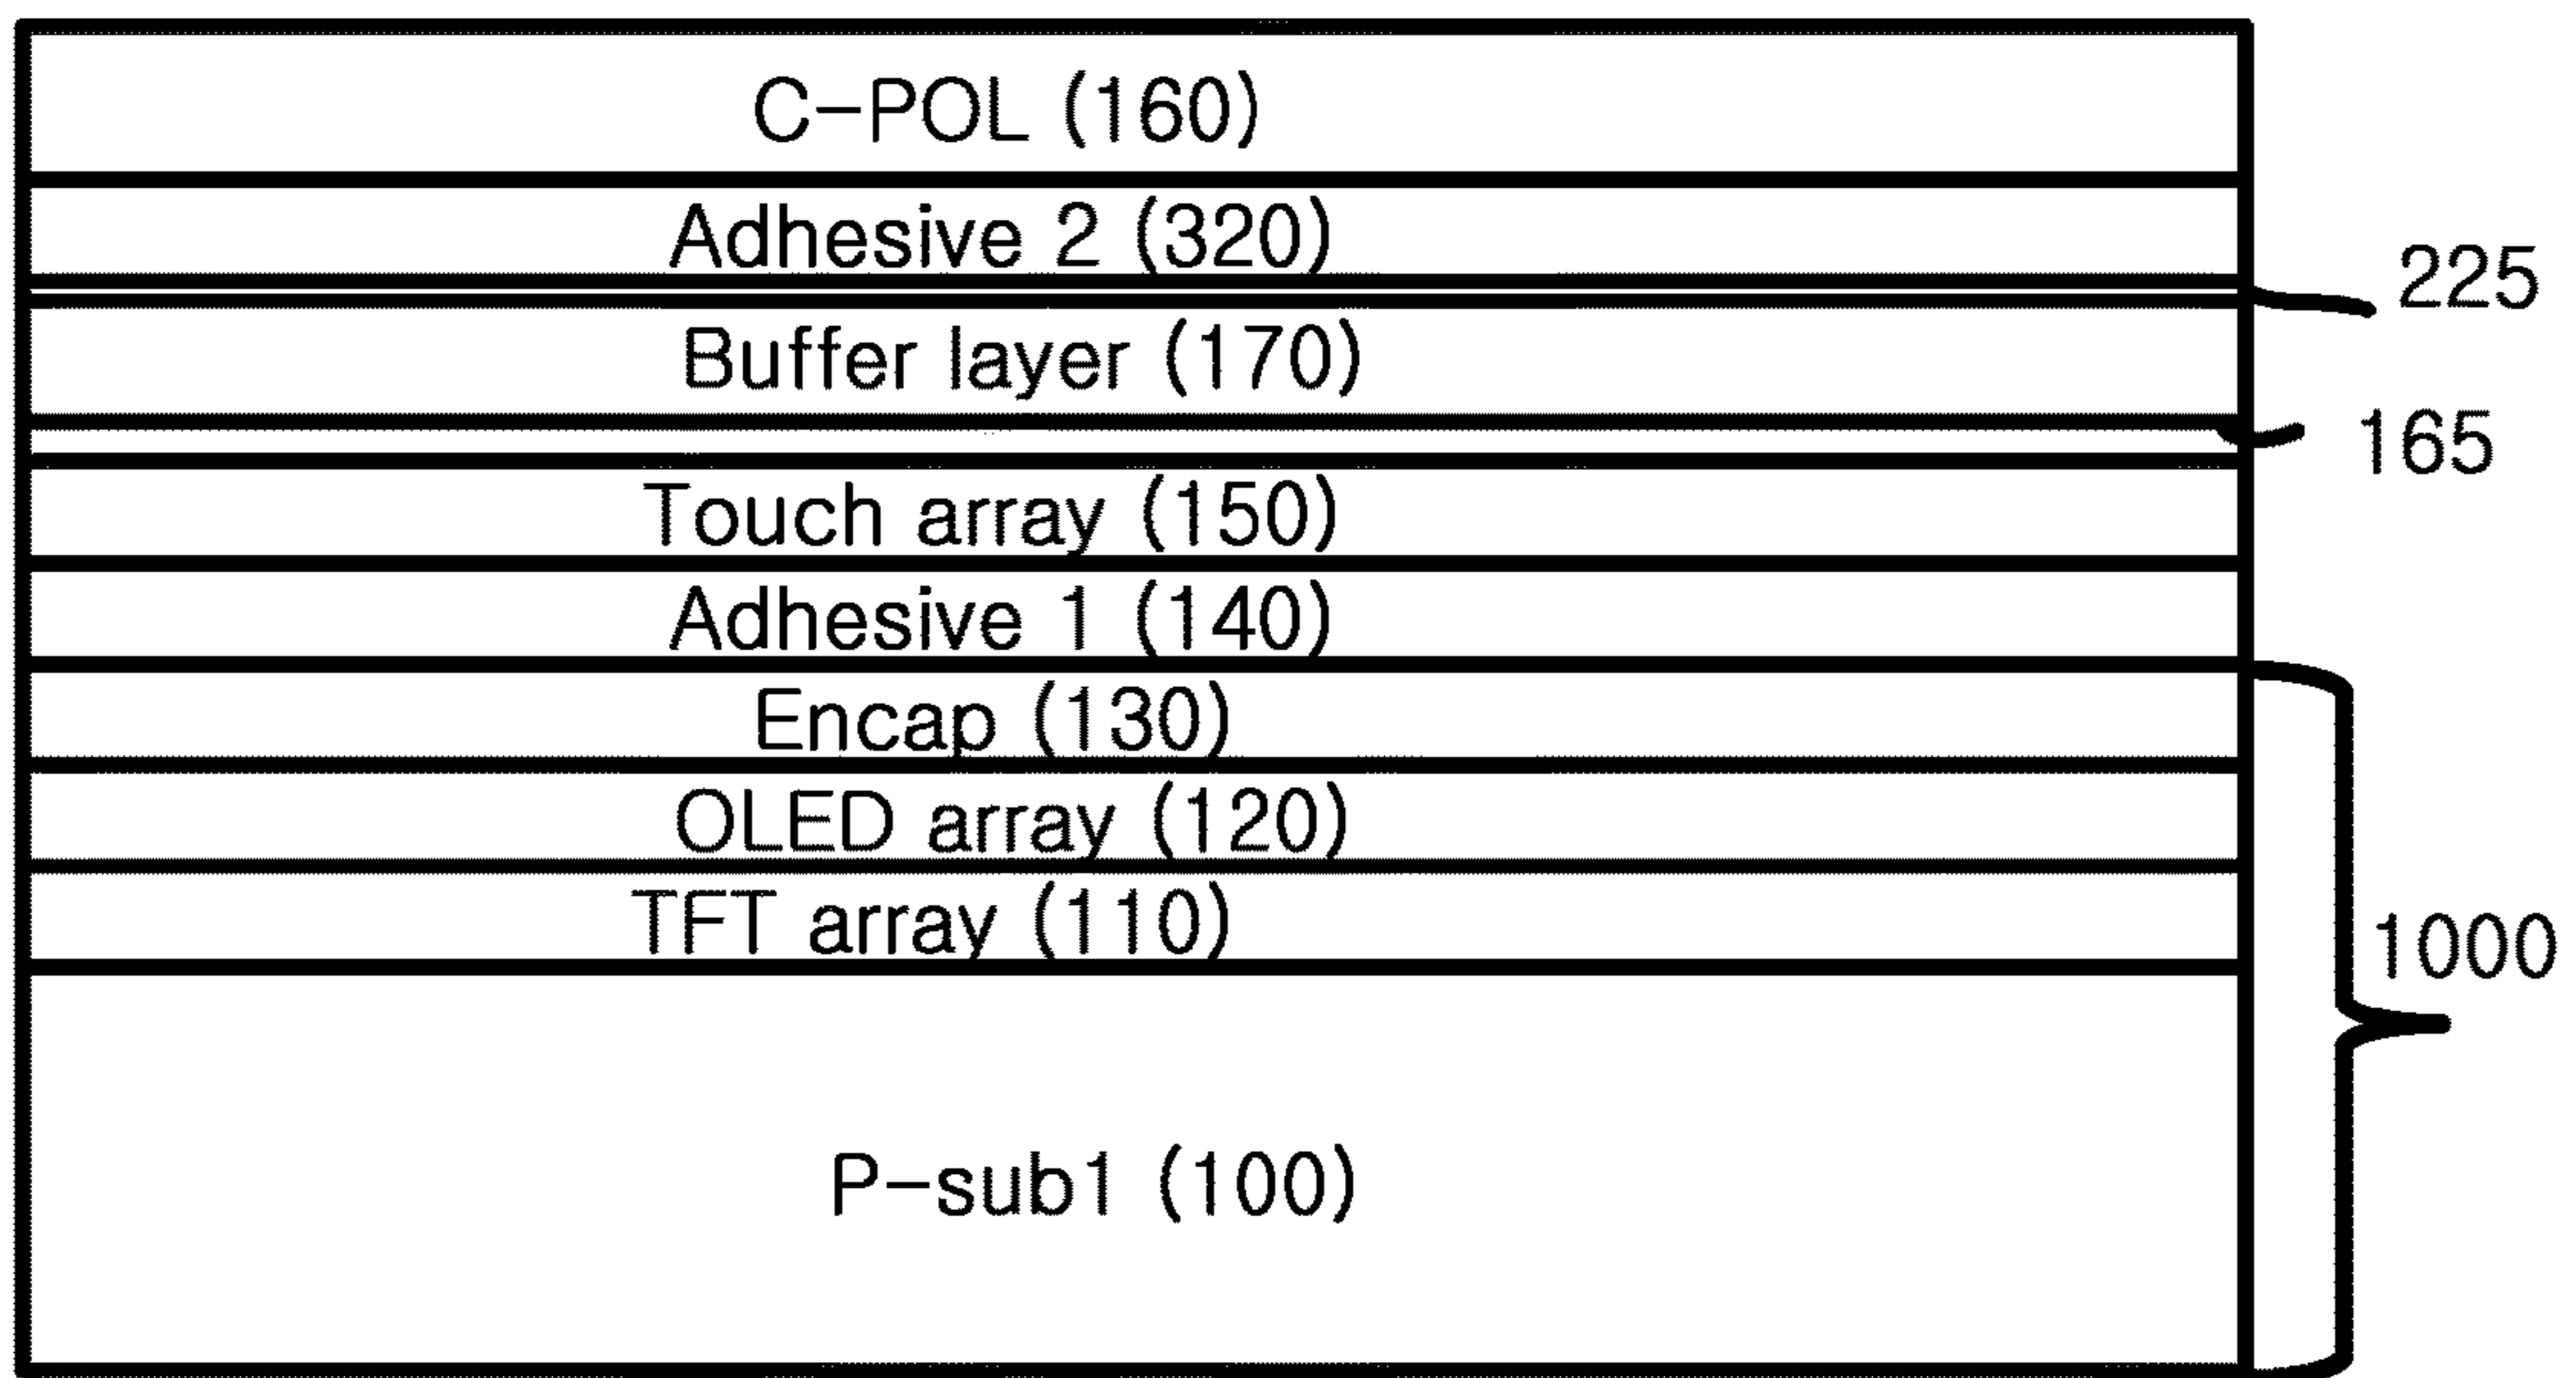 C-POL (160)
Adhesive 2 (320)
225
Buffer layer (170)
165
Touch array (150)
Adhesive 1 (140)
Encap (130)
OLED array (120)
TFT array (110)
1000
P-sub1 (100)